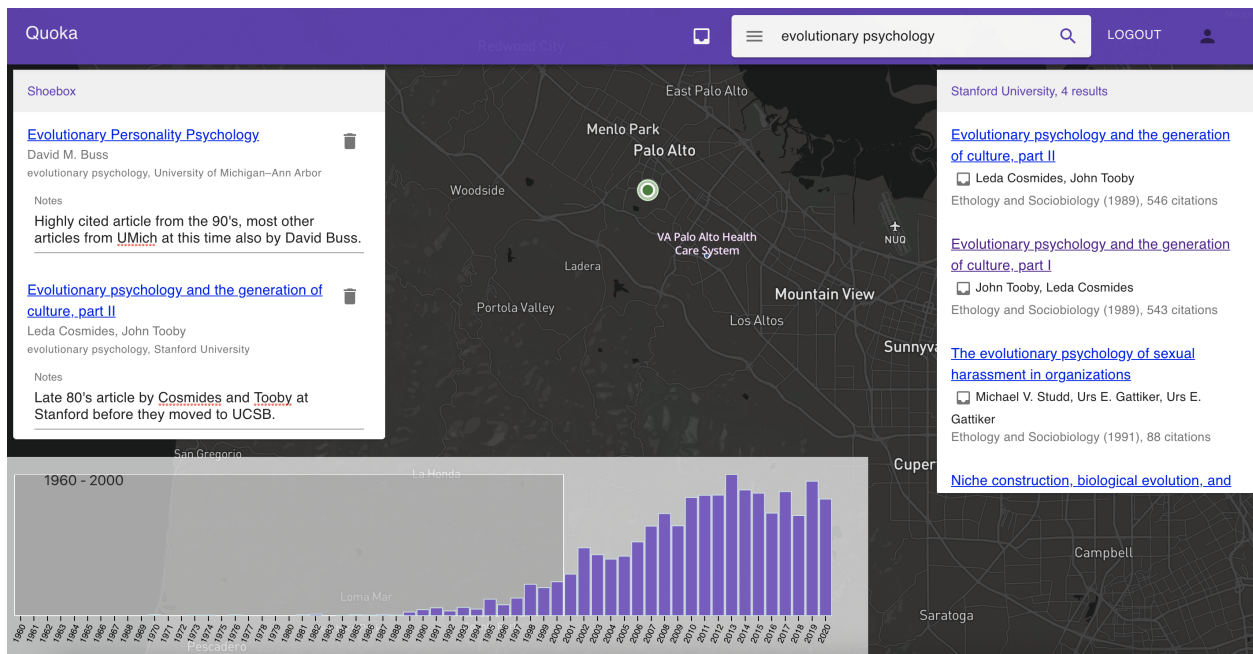 Quoka
evolutionary psychology
LOGOUT
Redwood City
Shoebox
Evolutionary Personality Psychology
David M. Buss
evolutionary psychology, University of Michigan–Ann Arbor
Notes
Highly cited article from the 90's, most other
articles from UMich at this time also by David Buss.
Evolutionary psychology and the generation of
culture, part II
Leda Cosmides, John Tooby
evolutionary psychology, Stanford University
Notes
Late 80's article by Cosmides and Tooby at
Stanford before they moved to UCSB.
East Palo Alto
Menlo Park
Palo Alto
Woodside
VA Palo Alto Health
Care System
NUQ
Ladera
Mountain View
Portola Valley
Los Altos
Sunnyva
San Gregorio
La Honda
Cuper
Loma Mar
Pescadero
Campbell
Saratoga
Stanford University, 4 results
Evolutionary psychology and the generation
of culture, part II
Leda Cosmides, John Tooby
Ethology and Sociobiology (1989), 546 citations
Evolutionary psychology and the generation
of culture, part I
John Tooby, Leda Cosmides
Ethology and Sociobiology (1989), 543 citations
The evolutionary psychology of sexual
harassment in organizations
Michael V. Studd, Urs E. Gattiker, Urs E.
Gattiker
Ethology and Sociobiology (1991), 88 citations
Niche construction, biological evolution, and
1960 - 2000
1960 1961 1962 1963 1964 1965 1966 1967 1968 1969 1970 1971 1972 1973 1974 1975 1976 1977 1978 1979 1980 1981 1982 1983 1984 1985 1986 1987 1988 1989 1990 1991 1992 1993 1994 1995 1996 1997 1998 1999 2000 2001 2002 2003 2004 2005 2006 2007 2008 2009 2010 2011 2012 2013 2014 2015 2016 2017 2018 2019 2020